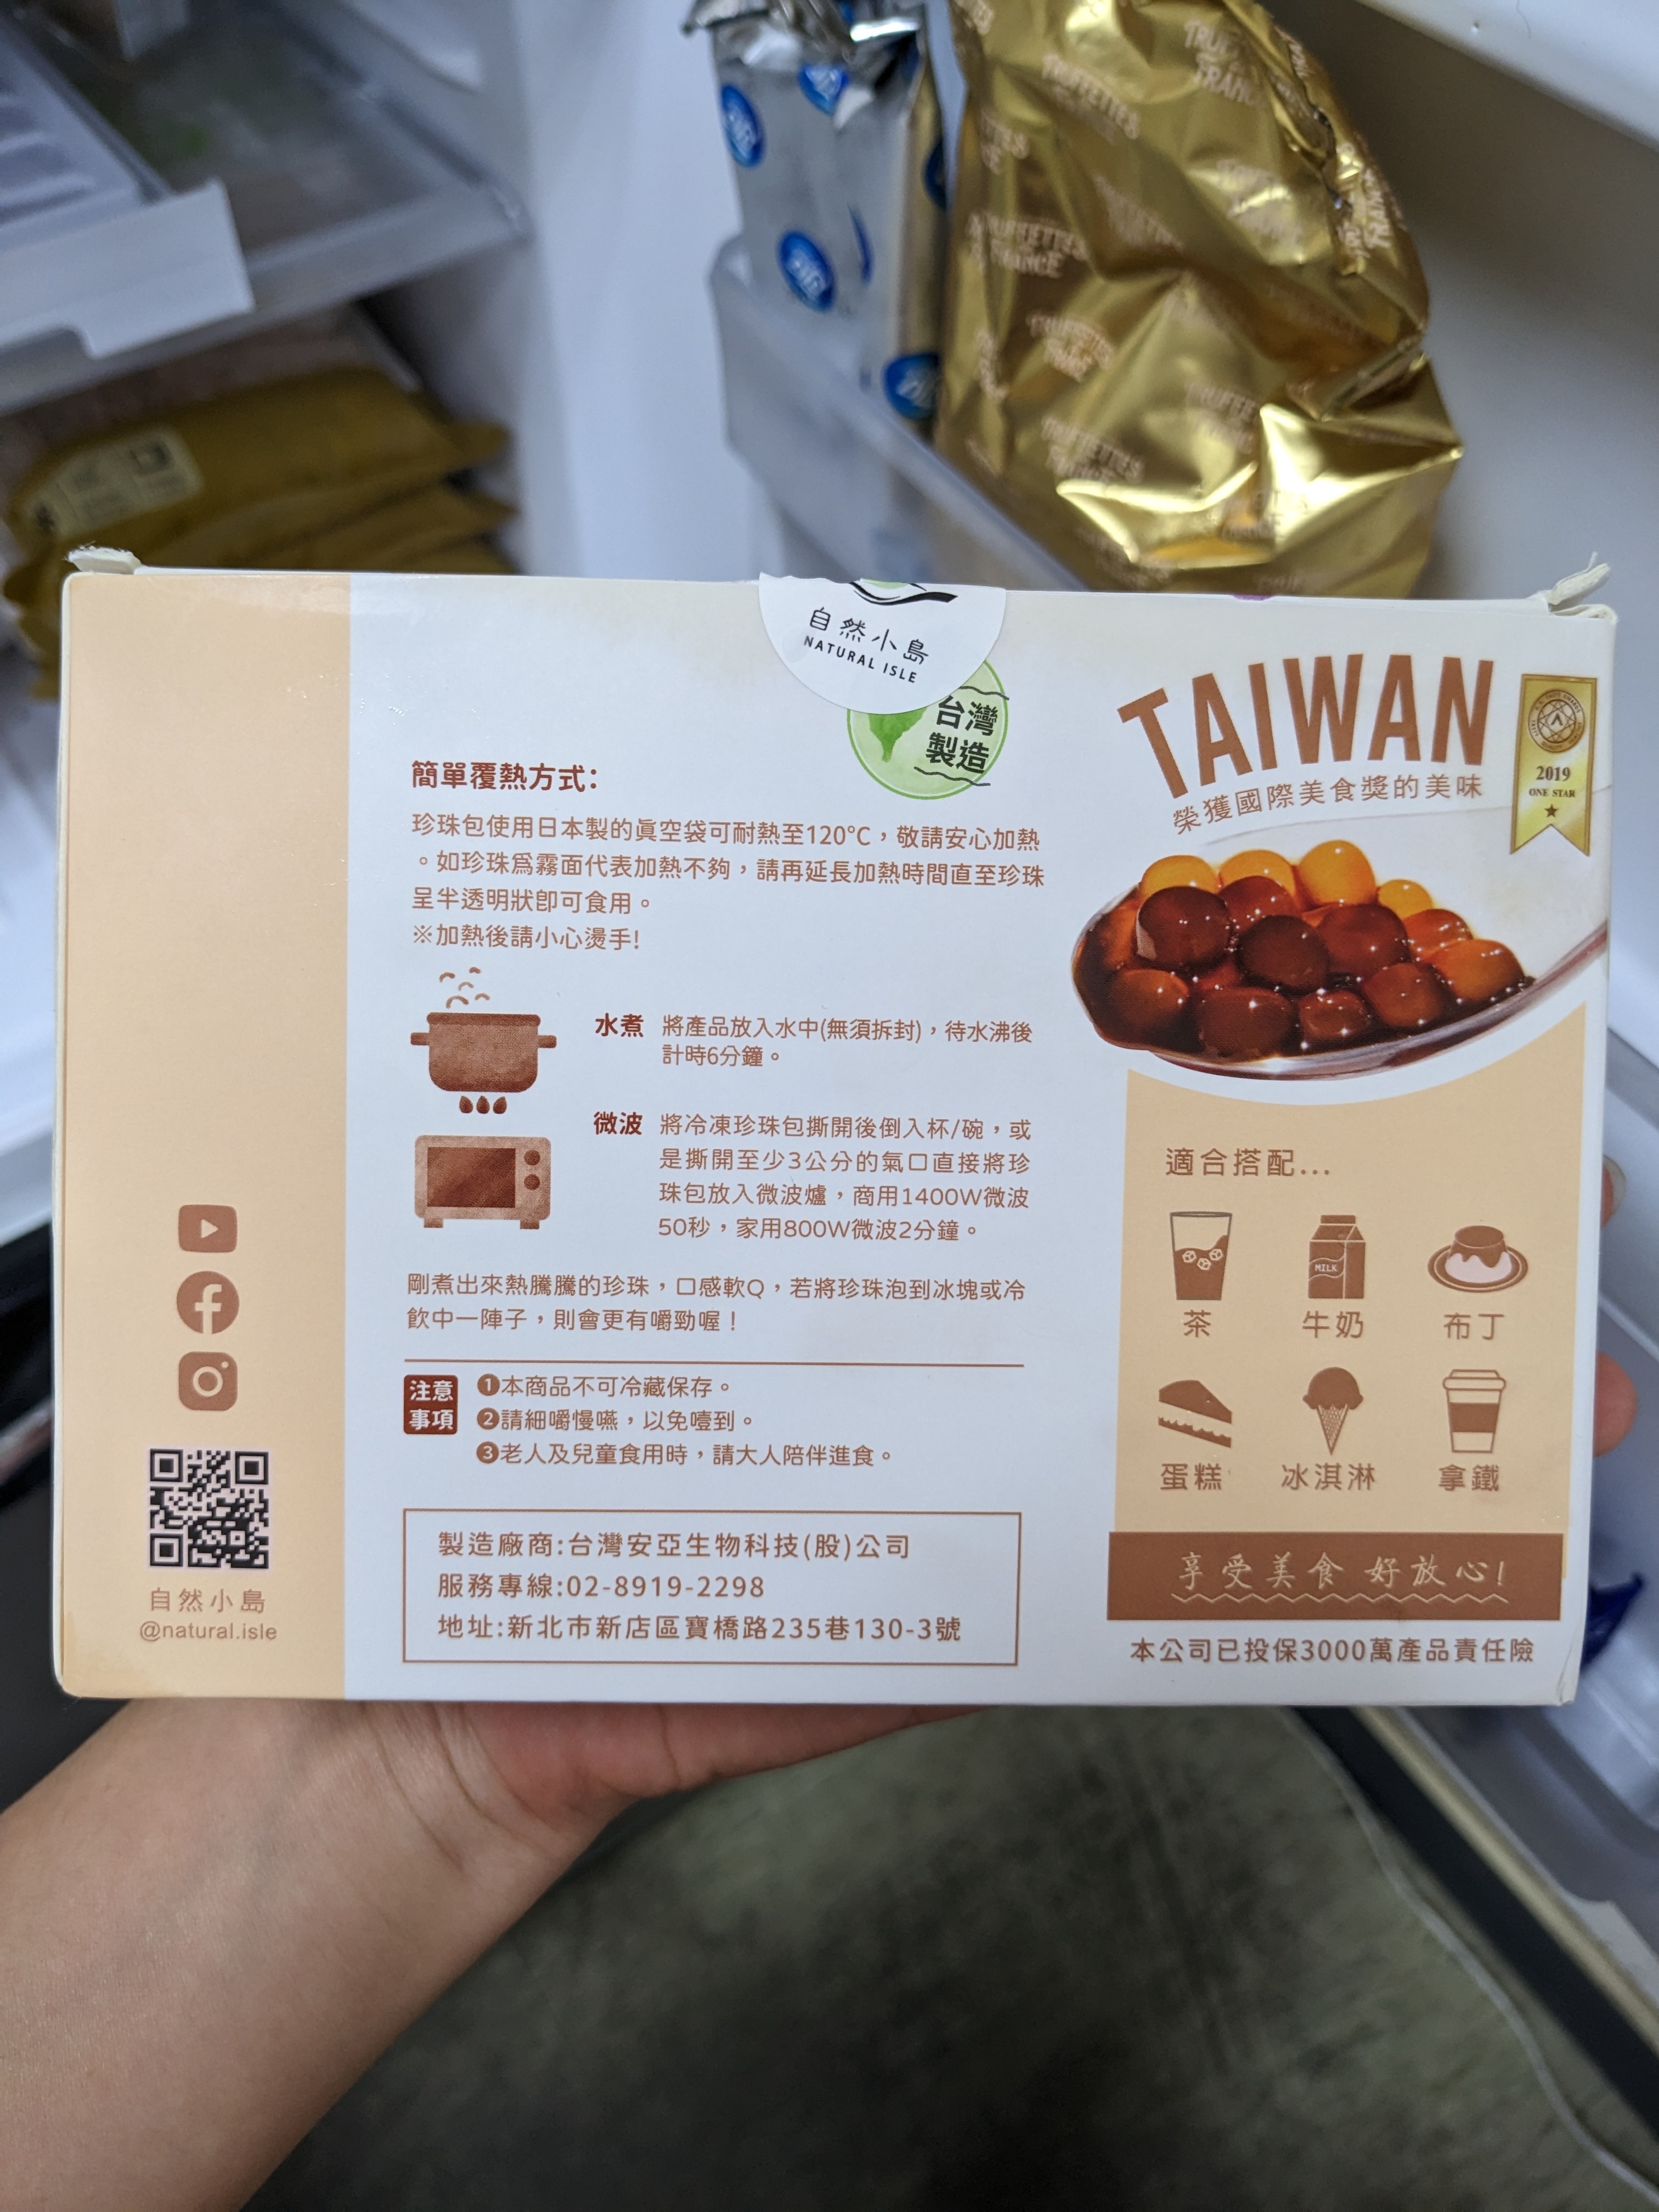 自然小島
NATURAL ISLE
台灣
製造
簡單覆熱方式:
珍珠包使用日本製的眞空袋可耐熱至120°C，敬請安心加熱
。如珍珠爲霧面代表加熱不夠，請再延長加熱時間直至珍珠
呈半透明狀卽可食用。
※加熱後請小心燙手!
水煮 將產品放入水中(無須拆封)，待水沸後
計時6分鐘。
微波 將冷凍珍珠包撕開後倒入杯/碗，或
是撕開至少3公分的氣口直接將珍
珠包放入微波爐，商用1400W微波
50秒，家用800W微波2分鐘。
剛煮出來熱騰騰的珍珠，口感軟Q，若將珍珠泡到冰塊或冷
飲中一陣子，則會更有嚼勁喔！
注意
事項
❶本商品不可冷藏保存。
❷請細嚼慢嚥，以免噎到。
❸老人及兒童食用時，請大人陪伴進食。
製造廠商:台灣安亞生物科技(股)公司
服務專線:02-8919-2298
地址:新北市新店區寶橋路235巷130-3號
自然小島
@natural.isle
TAIWAN
榮獲國際美食獎的美味
2019
ONE STAR
適合搭配...
MILK
茶 牛奶 布丁
蛋糕 冰淇淋 拿鐵
享受美食 好放心!
本公司已投保3000萬產品責任險
TRUFFETTES
FRANCE